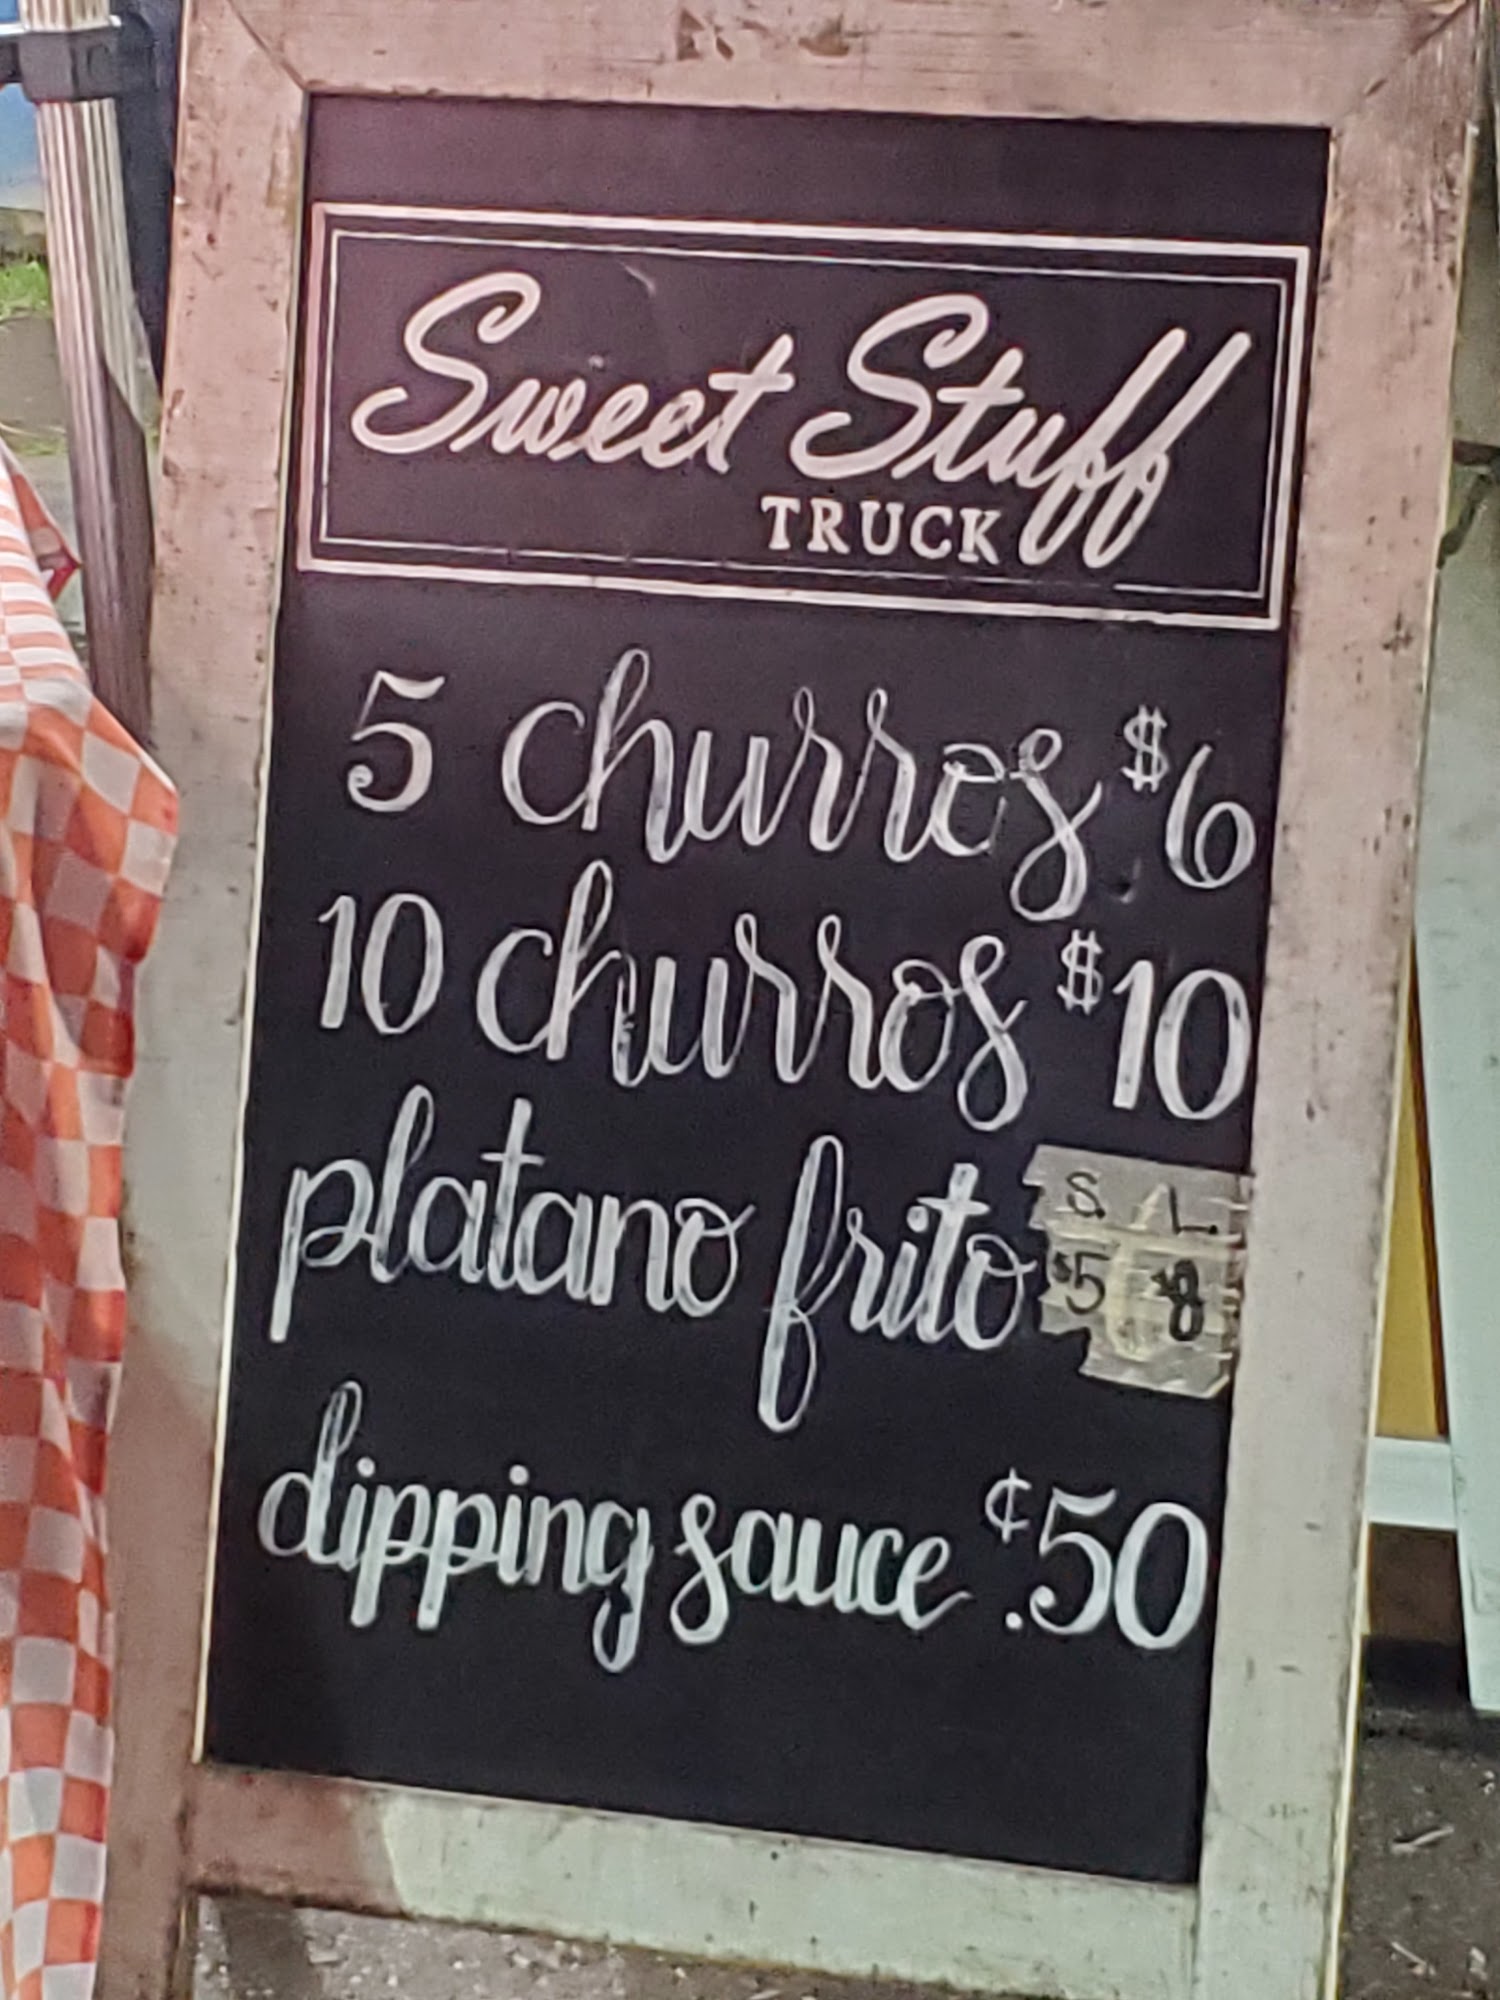 Sweet Stuff
TRUCK
5 churros $6
10 churros $10
platano frito S. L.
$5 $8
dipping sauce ¢.50